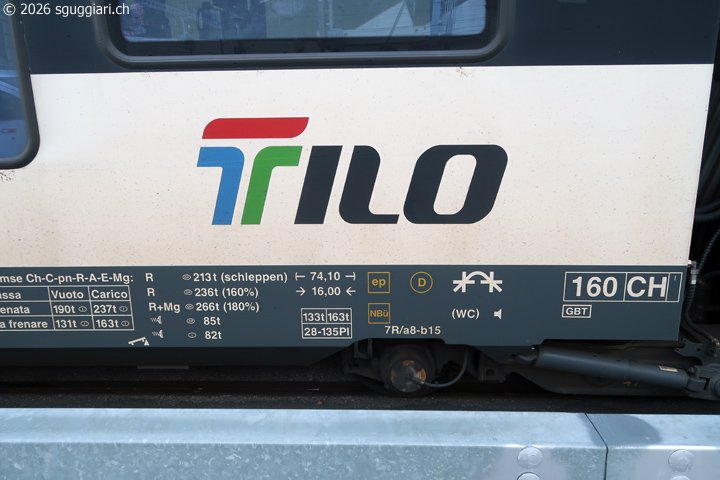 © 2026 sguggiari.ch
TILO
mse Ch-C-pn-R-A-E-Mg:
R 213t (schleppen)
R 236t (160%)
R+Mg 266t (180%)
85t
82t
assa Vuoto Carico
enata 190t 237t
a frenare 131t 163t
74,10
16,00
133t 163t
28-135Pl
ep
D
NBü
(WC)
7R/a8-b15
160 CH
GBT